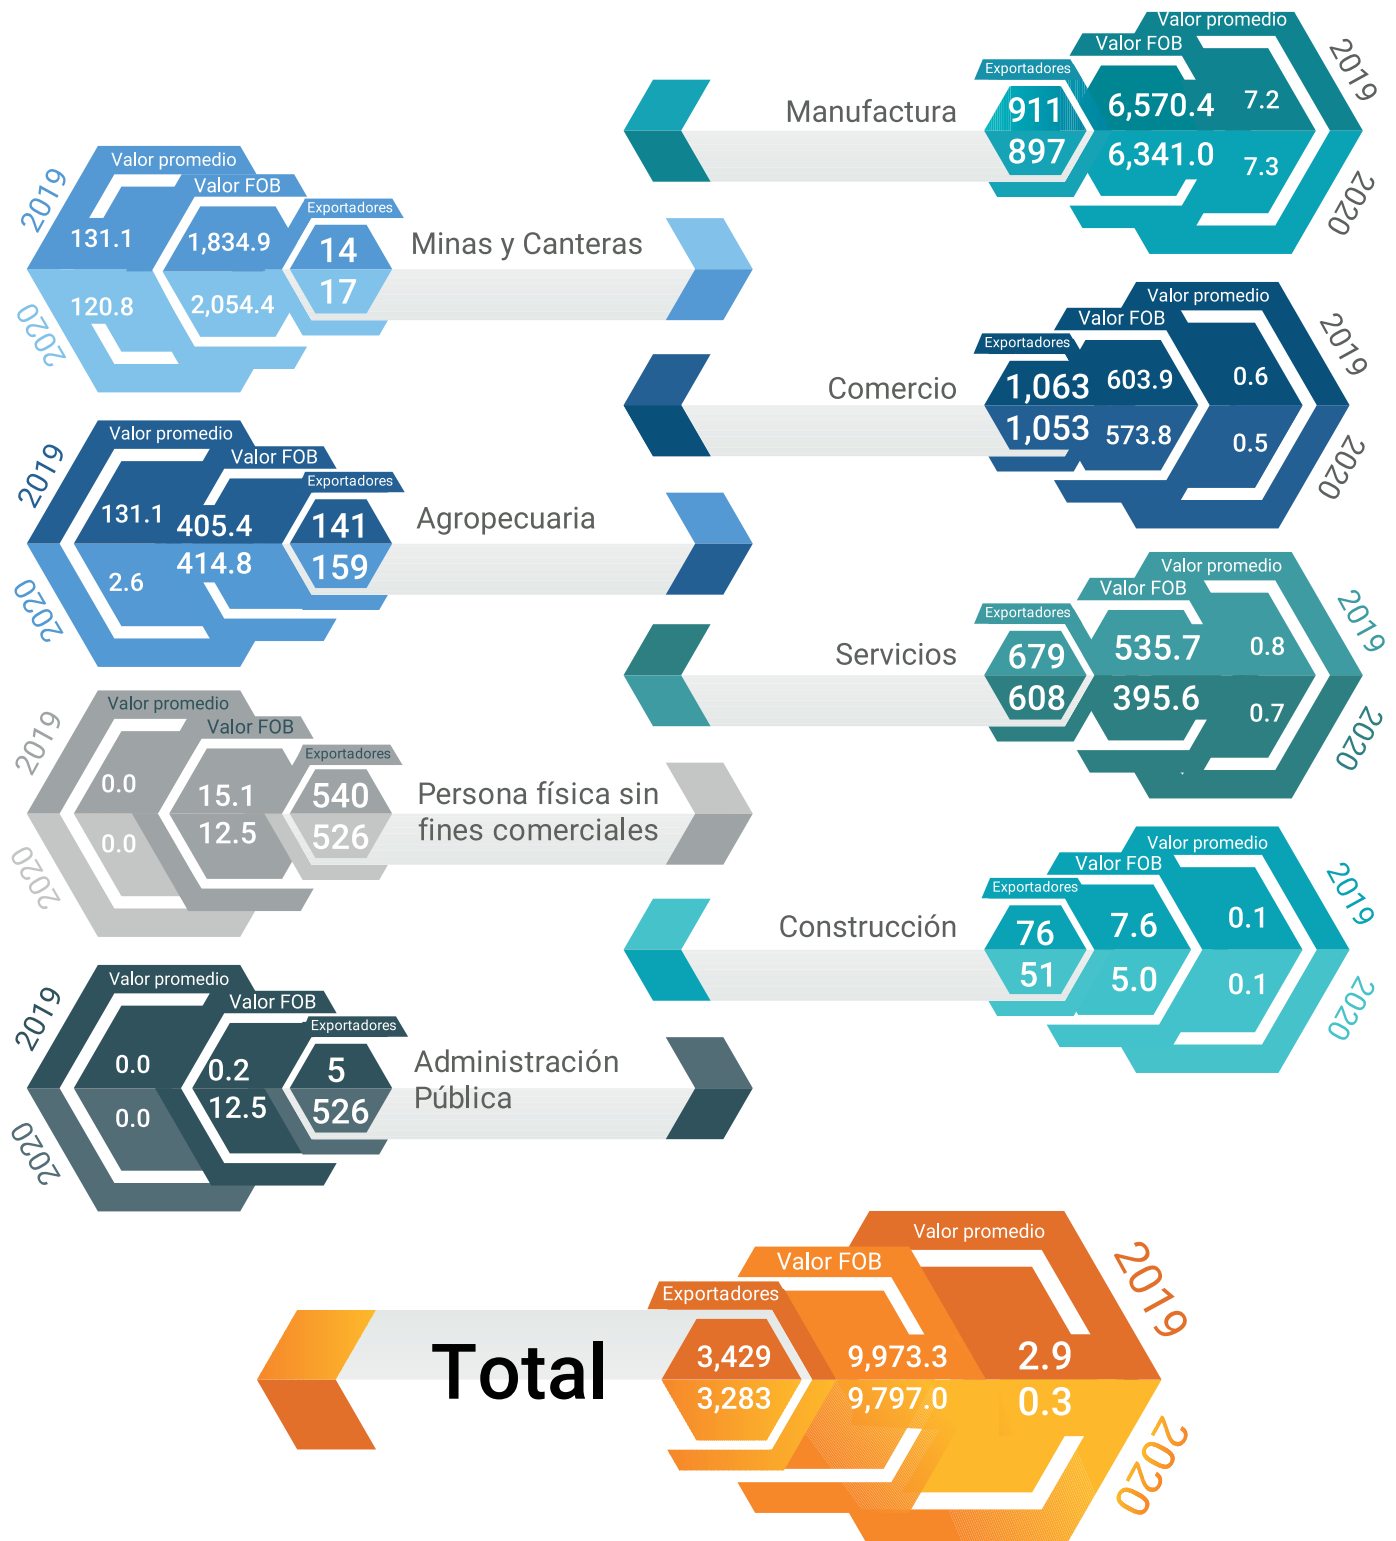 Valor promedio
Valor FOB
Exportadores
2019
Manufactura
911
6,570.4
7.2
897
6,341.0
7.3
2020
Valor promedio
Valor FOB
Exportadores
2019
131.1
1,834.9
14
Minas y Canteras
120.8
2,054.4
17
2020
Valor promedio
Valor FOB
Exportadores
2019
Comercio
1,063
603.9
0.6
1,053
573.8
0.5
2020
Valor promedio
Valor FOB
Exportadores
2019
131.1
405.4
141
Agropecuaria
2.6
414.8
159
2020
Valor promedio
Valor FOB
Exportadores
2019
Servicios
679
535.7
0.8
608
395.6
0.7
2020
Valor promedio
Valor FOB
Exportadores
2019
0.0
15.1
540
Persona física sin
fines comerciales
0.0
12.5
526
2020
Valor promedio
Valor FOB
Exportadores
2019
Construcción
76
7.6
0.1
51
5.0
0.1
2020
Valor promedio
Valor FOB
Exportadores
2019
0.0
0.2
5
Administración
Pública
0.0
12.5
526
2020
Valor promedio
Valor FOB
Exportadores
2019
Total
3,429
9,973.3
2.9
3,283
9,797.0
0.3
2020